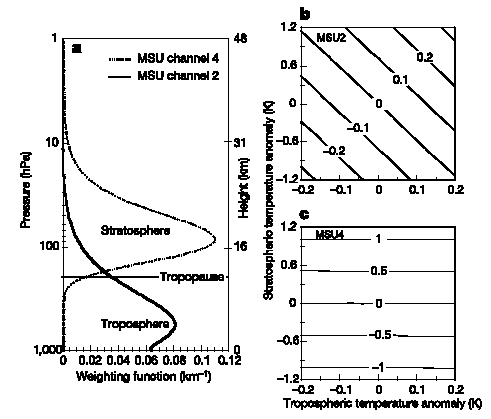 a
MSU channel 4
MSU channel 2
Pressure (hPa)
1
10
100
1,000
Height (km)
48
31
16
0
Stratosphere
Tropopause
Troposphere
0 0.02 0.04 0.06 0.08 0.10 0.12
Weighting function (km⁻¹)
b
MSU2
1.2
0.6
0
−0.6
−1.2
0.2
0.1
0
−0.1
−0.2
−0.2 −0.1 0 0.1 0.2
Stratospheric temperature anomaly (K)
c
MSU4
1.2
0.6
0
−0.6
−1.2
1
0.5
0
−0.5
−1
−0.2 −0.1 0 0.1 0.2
Tropospheric temperature anomaly (K)